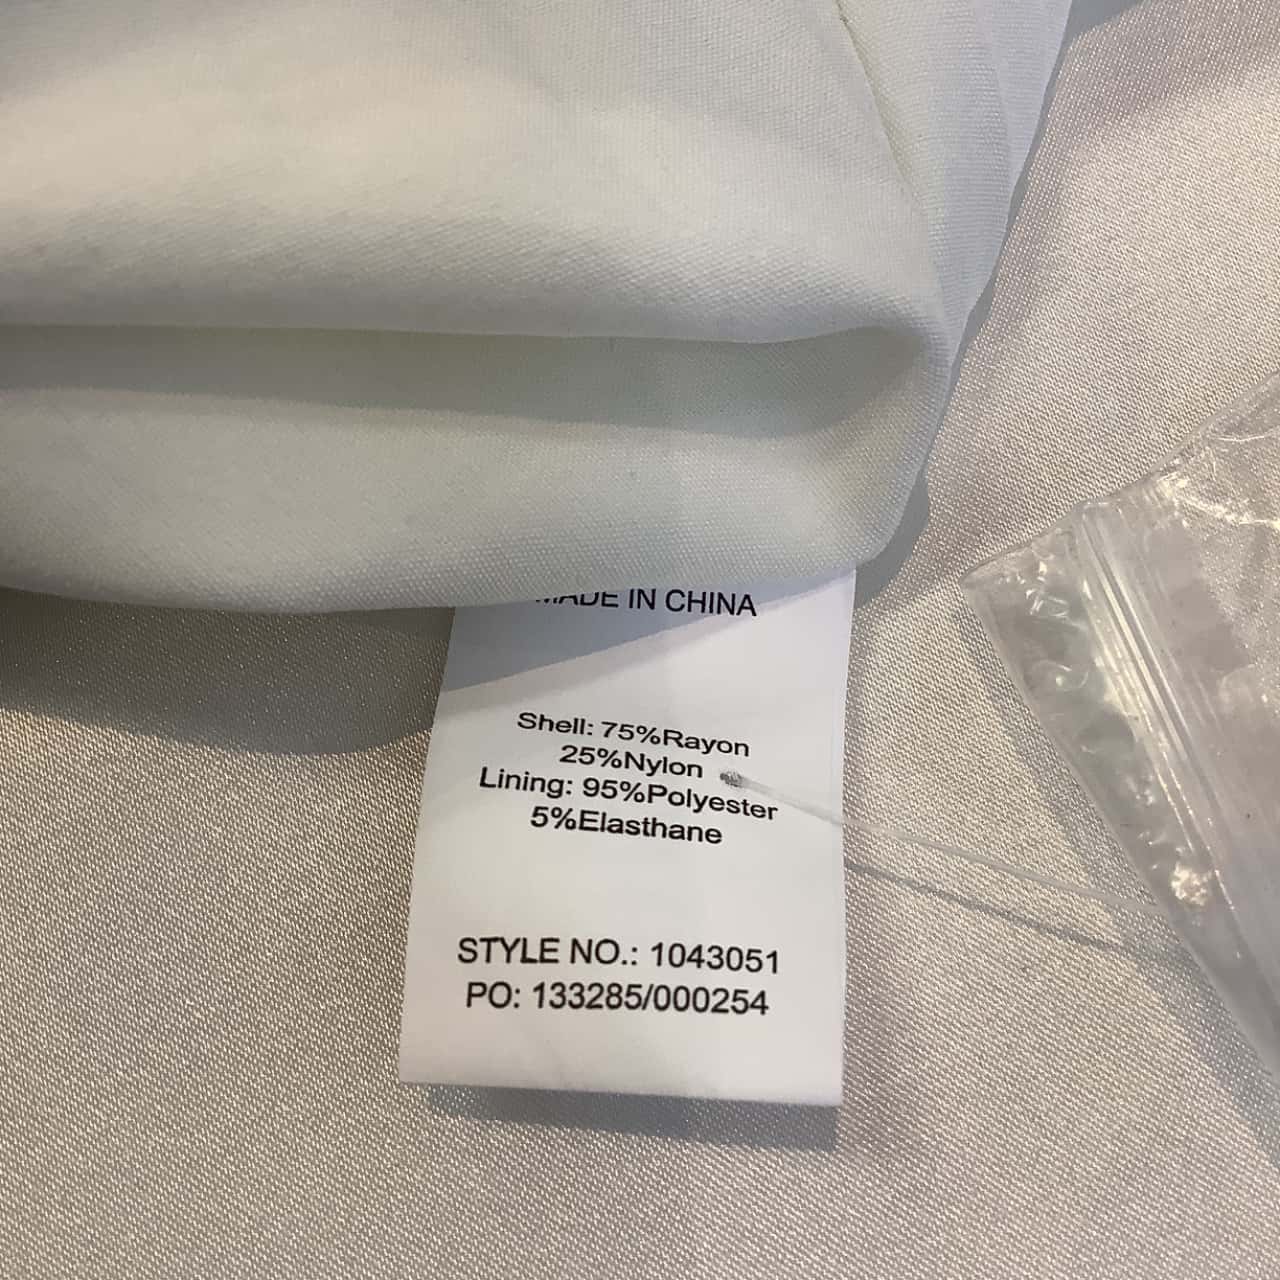 MADE IN CHINA
Shell: 75%Rayon
25%Nylon
Lining: 95%Polyester
5%Elasthane
STYLE NO.: 1043051
PO: 133285/000254